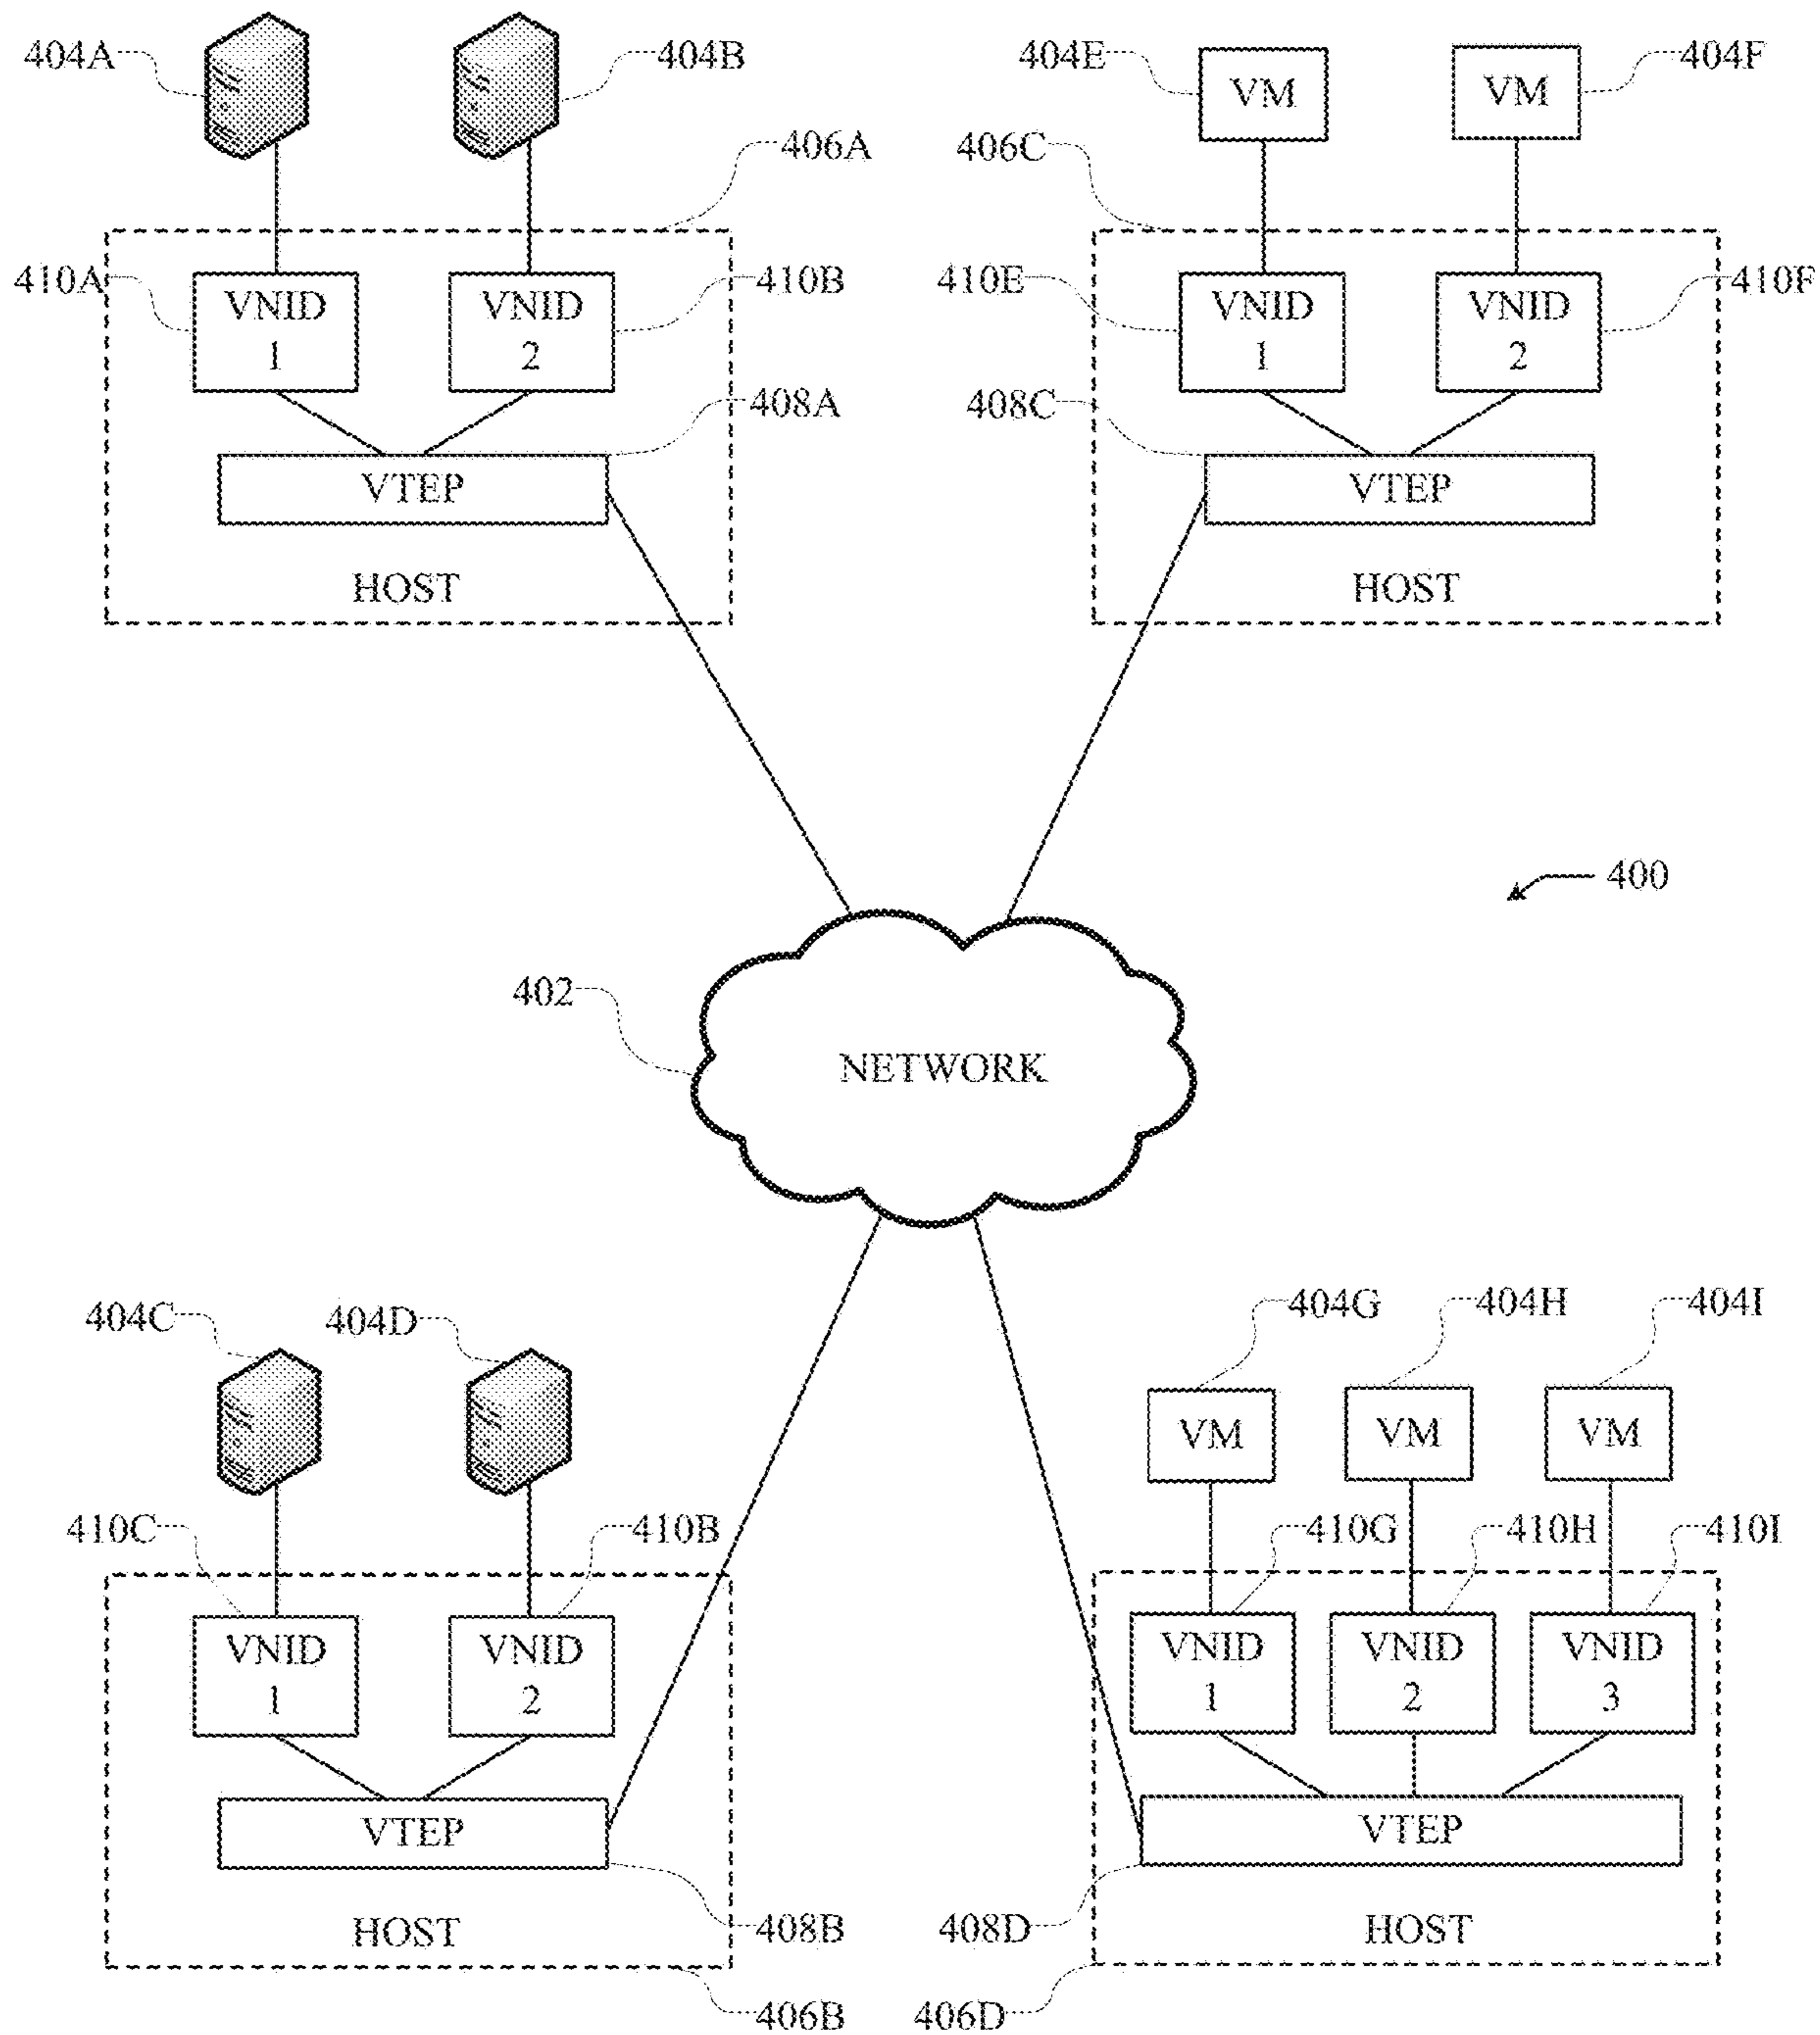 404A
404B
404E
VM
VM
404F
406A
406C
410A
VNID
1
VNID
2
410B
410E
VNID
1
VNID
2
410F
408A
408C
VTEP
VTEP
HOST
HOST
400
402
NETWORK
404C
404D
404G
404H
404I
VM
VM
VM
410C
410B
410G
410H
410I
VNID
1
VNID
2
VNID
1
VNID
2
VNID
3
VTEP
VTEP
HOST
408B
408D
HOST
406B
406D